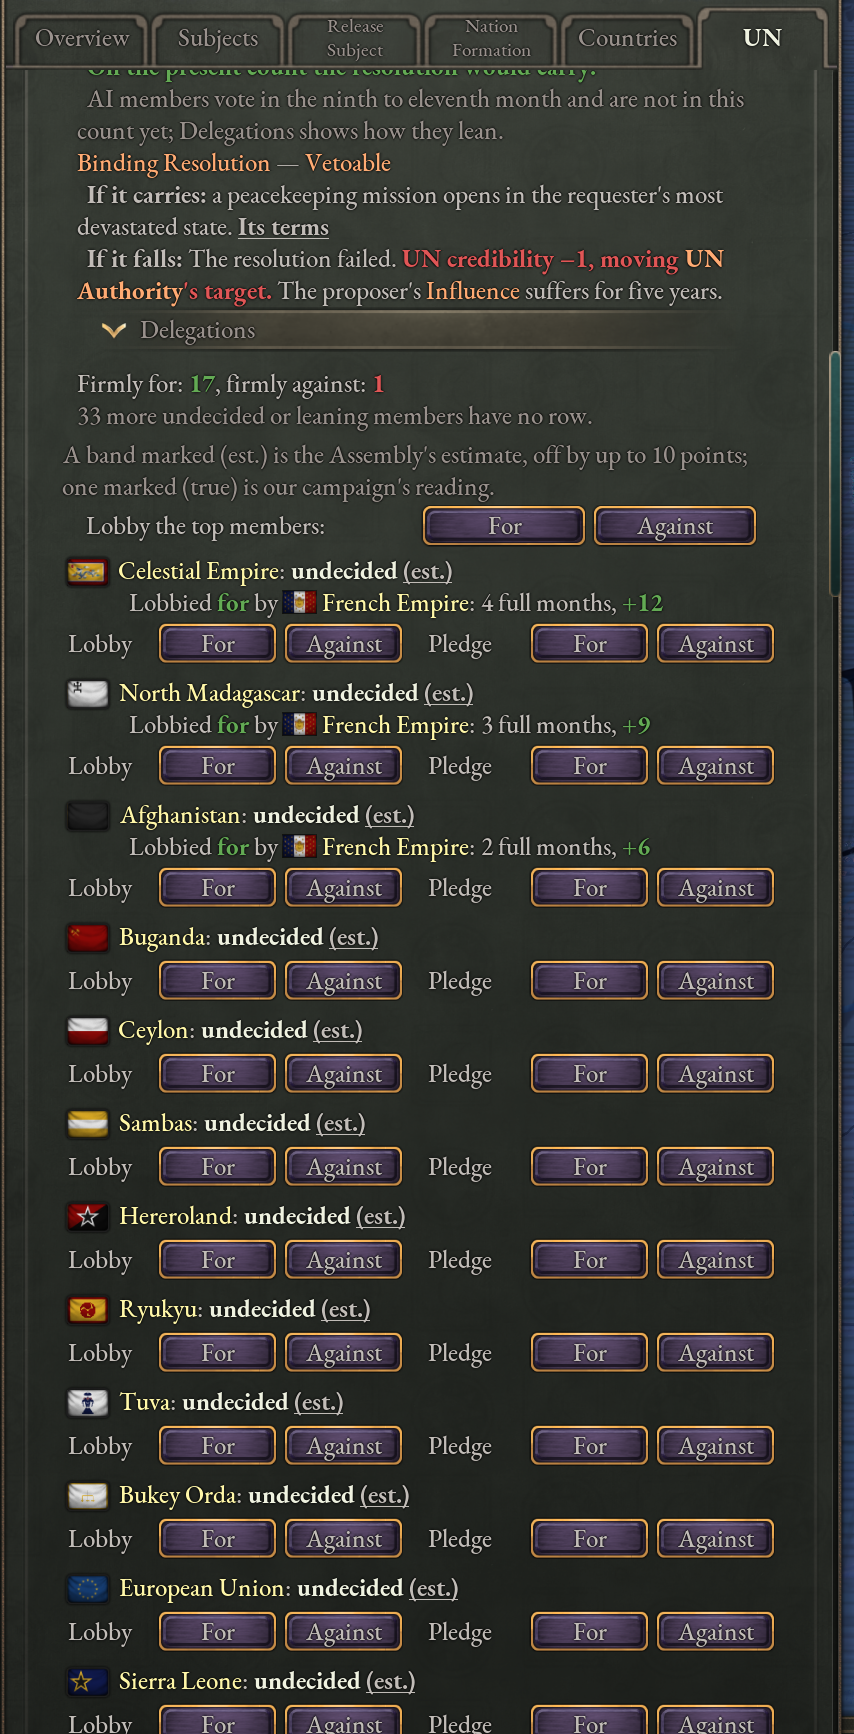 Overview
Subjects
Release
Subject
Nation
Formation
Countries
UN
On the present count the resolution would carry.
AI members vote in the ninth to eleventh month and are not in this
count yet; Delegations shows how they lean.
Binding Resolution — Vetoable
If it carries: a peacekeeping mission opens in the requester's most
devastated state. Its terms
If it falls: The resolution failed. UN credibility −1, moving UN
Authority's target. The proposer's Influence suffers for five years.
Delegations
Firmly for: 17, firmly against: 1
33 more undecided or leaning members have no row.
A band marked (est.) is the Assembly's estimate, off by up to 10 points;
one marked (true) is our campaign's reading.
Lobby the top members: For Against
Celestial Empire: undecided (est.)
Lobbied for by French Empire: 4 full months, +12
Lobby For Against Pledge For Against
North Madagascar: undecided (est.)
Lobbied for by French Empire: 3 full months, +9
Lobby For Against Pledge For Against
Afghanistan: undecided (est.)
Lobbied for by French Empire: 2 full months, +6
Lobby For Against Pledge For Against
Buganda: undecided (est.)
Lobby For Against Pledge For Against
Ceylon: undecided (est.)
Lobby For Against Pledge For Against
Sambas: undecided (est.)
Lobby For Against Pledge For Against
Hereroland: undecided (est.)
Lobby For Against Pledge For Against
Ryukyu: undecided (est.)
Lobby For Against Pledge For Against
Tuva: undecided (est.)
Lobby For Against Pledge For Against
Bukey Orda: undecided (est.)
Lobby For Against Pledge For Against
European Union: undecided (est.)
Lobby For Against Pledge For Against
Sierra Leone: undecided (est.)
Lobby For Against Pledge For Against